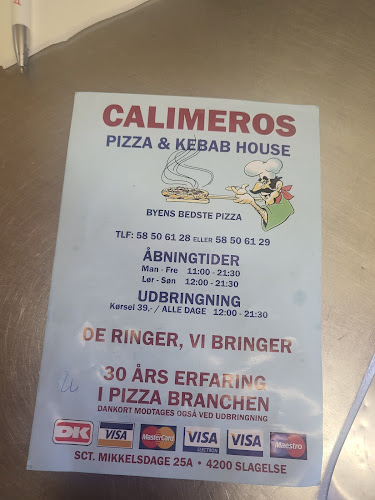 CALIMEROS
PIZZA & KEBAB HOUSE
BYENS BEDSTE PIZZA
TLF: 58 50 61 28 ELLER 58 50 61 29
ÅBNINGTIDER
Man - Fre 11:00 - 21:30
Lør - Søn 12:00 - 21:30
UDBRINGNING
Kørsel 39,- / ALLE DAGE 12:00 - 21:30
DE RINGER, VI BRINGER
30 ÅRS ERFARING
I PIZZA BRANCHEN
DANKORT MODTAGES OGSÅ VED UDBRINGNING
DK VISA MasterCard VISA ELECTRON VISA Maestro
SCT. MIKKELSDAGE 25A • 4200 SLAGELSE